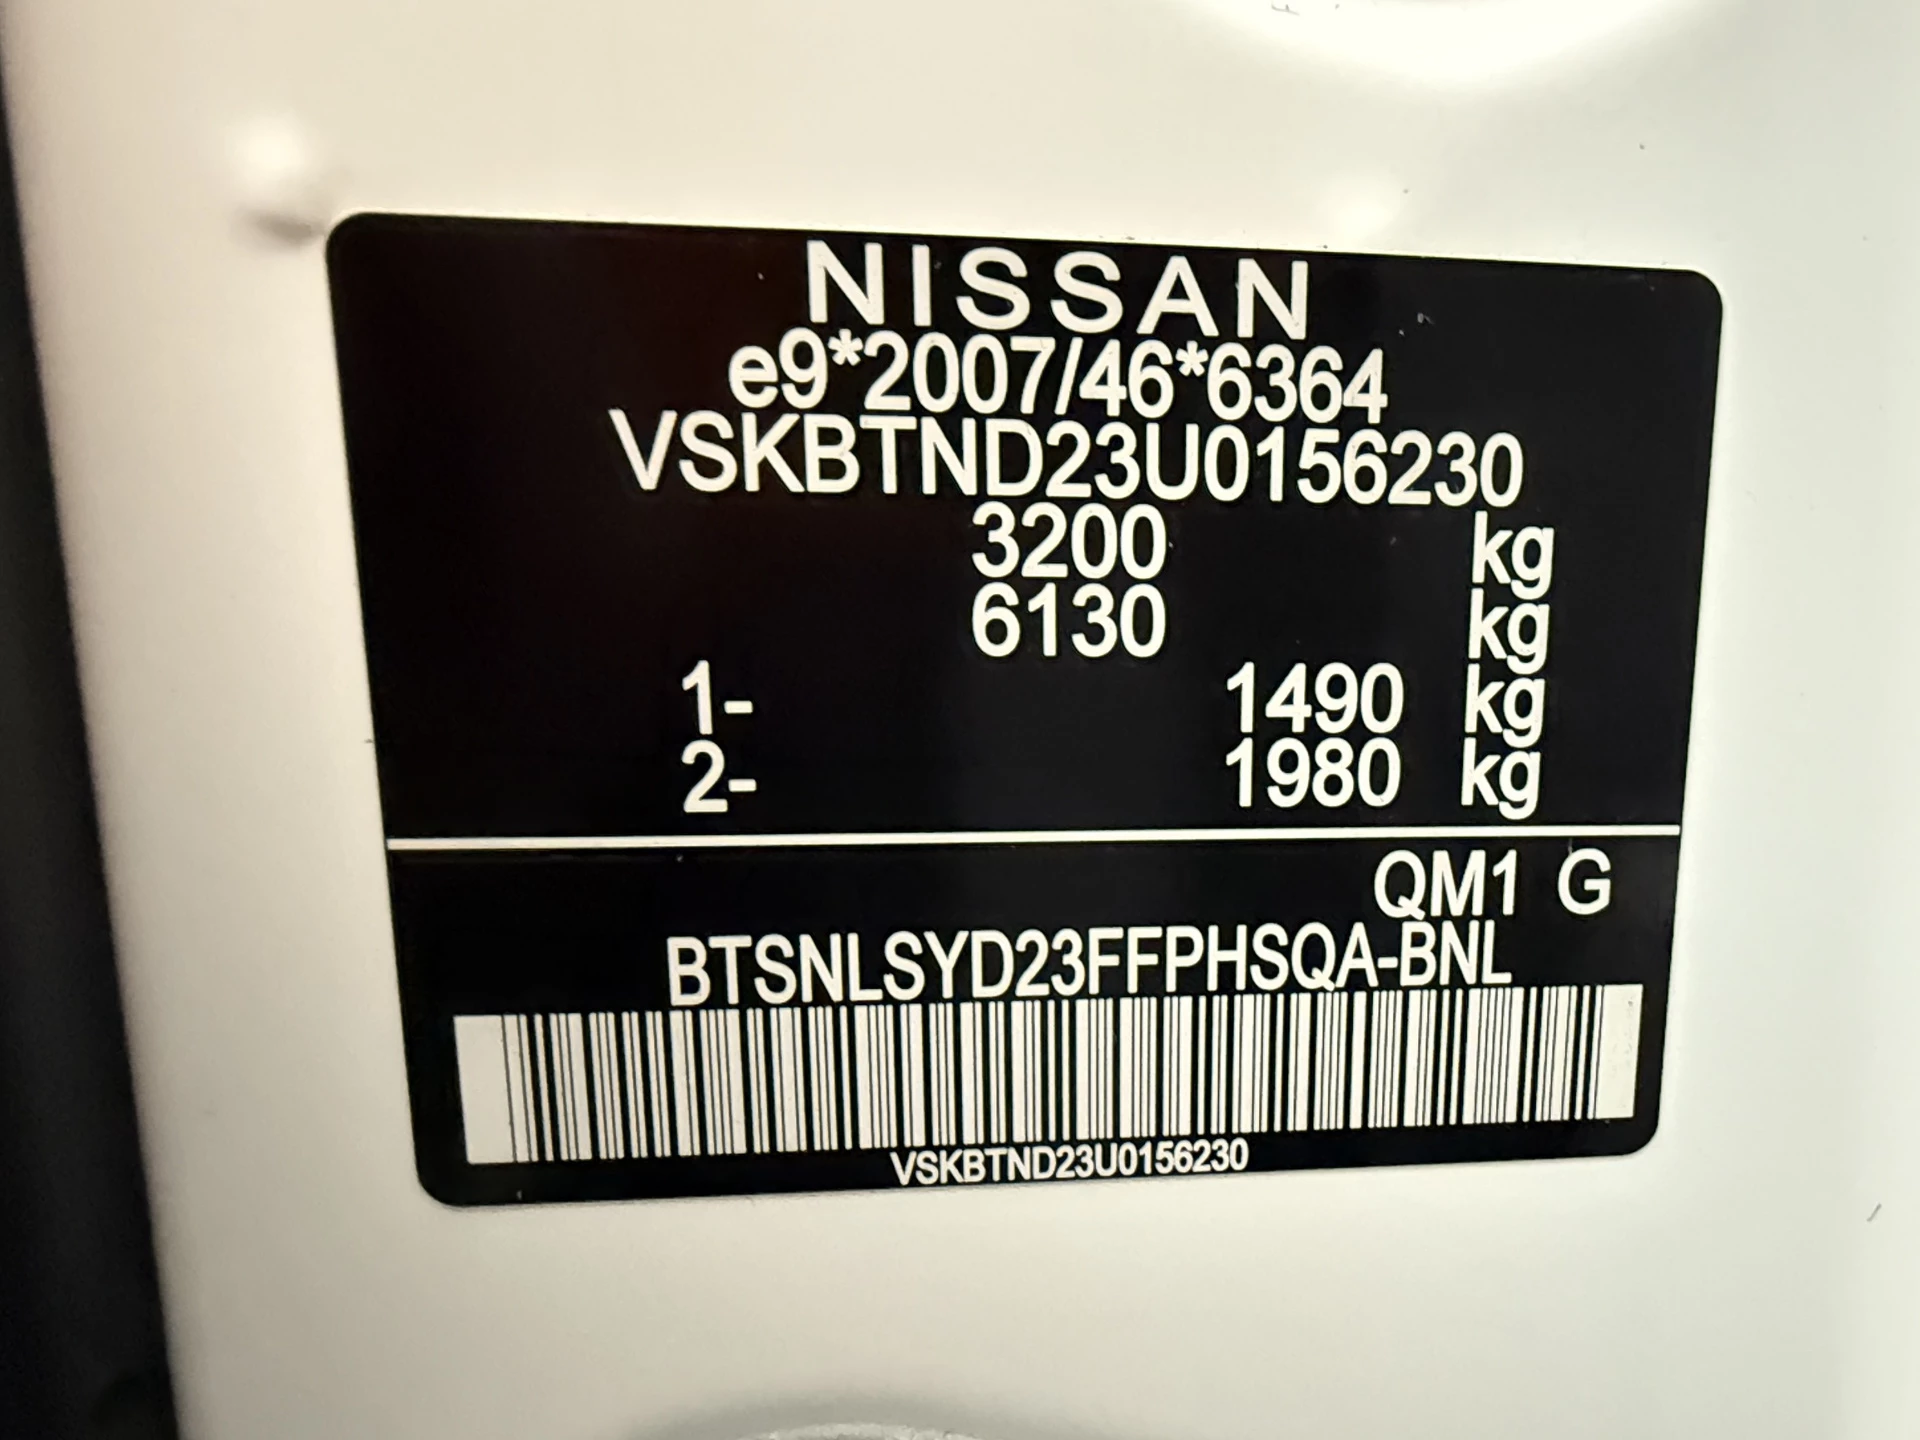 NISSAN
e9*2007/46*6364
VSKBTND23U0156230
3200 kg
6130 kg
1- 1490 kg
2- 1980 kg
QM1 G
BTSNLSYD23FFPHSQA-BNL
VSKBTND23U0156230